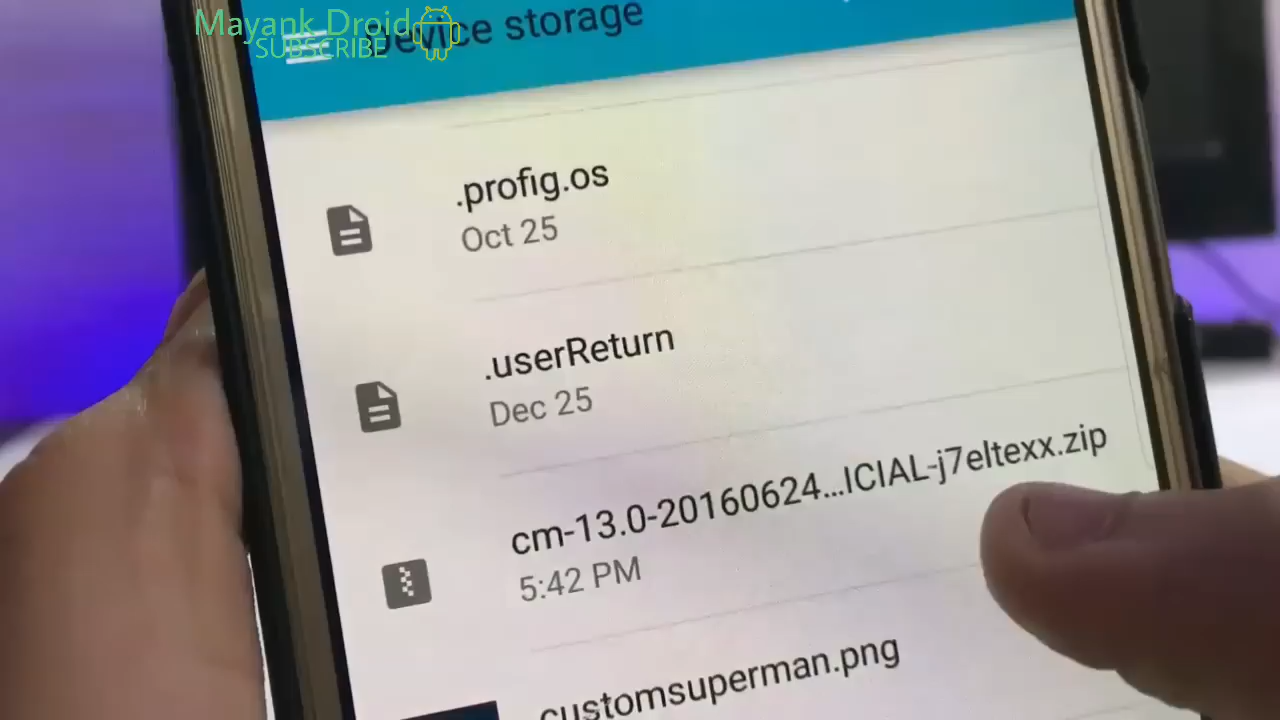 Mayank Droid
SUBSCRIBE
Device storage
.profig.os
Oct 25
.userReturn
Dec 25
cm-13.0-20160624...ICIAL-j7eltexx.zip
5:42 PM
customsuperman.png